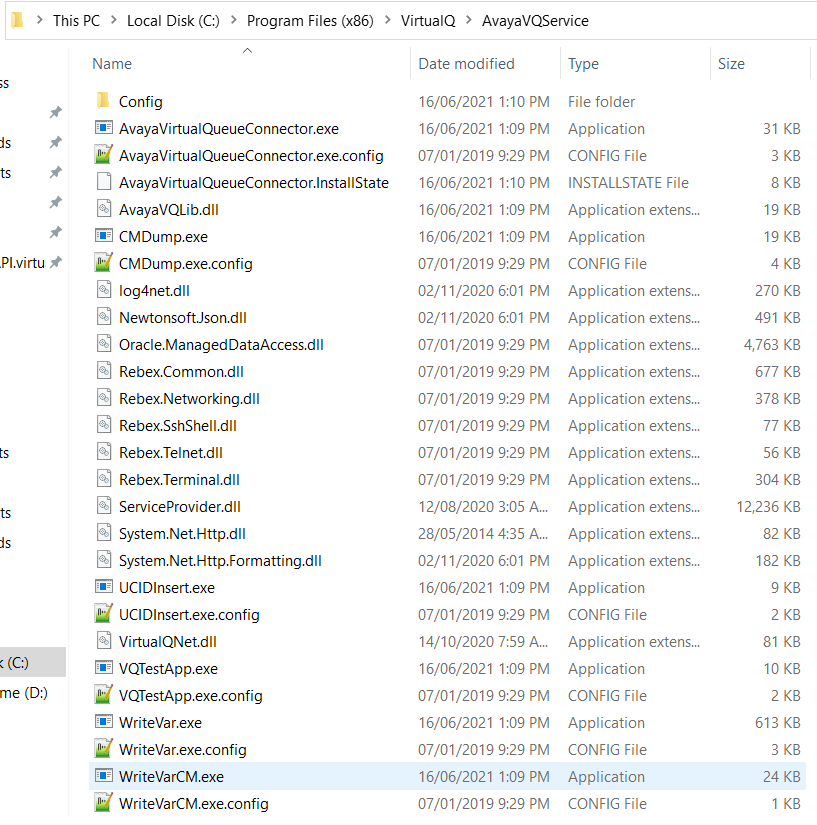 This PC > Local Disk (C:) > Program Files (x86) > VirtualQ > AvayaVQService
Name Date modified Type Size
ss
ds
ts
.PI.virtu
ts
ts
ds
k (C:)
me (D:)
Config 16/06/2021 1:10 PM File folder
AvayaVirtualQueueConnector.exe 16/06/2021 1:09 PM Application 31 KB
AvayaVirtualQueueConnector.exe.config 07/01/2019 9:29 PM CONFIG File 3 KB
AvayaVirtualQueueConnector.InstallState 16/06/2021 1:10 PM INSTALLSTATE File 8 KB
AvayaVQLib.dll 16/06/2021 1:09 PM Application extens... 19 KB
CMDump.exe 16/06/2021 1:09 PM Application 19 KB
CMDump.exe.config 07/01/2019 9:29 PM CONFIG File 4 KB
log4net.dll 02/11/2020 6:01 PM Application extens... 270 KB
Newtonsoft.Json.dll 02/11/2020 6:01 PM Application extens... 491 KB
Oracle.ManagedDataAccess.dll 07/01/2019 9:29 PM Application extens... 4,763 KB
Rebex.Common.dll 07/01/2019 9:29 PM Application extens... 677 KB
Rebex.Networking.dll 07/01/2019 9:29 PM Application extens... 378 KB
Rebex.SshShell.dll 07/01/2019 9:29 PM Application extens... 77 KB
Rebex.Telnet.dll 07/01/2019 9:29 PM Application extens... 56 KB
Rebex.Terminal.dll 07/01/2019 9:29 PM Application extens... 304 KB
ServiceProvider.dll 12/08/2020 3:05 A... Application extens... 12,236 KB
System.Net.Http.dll 28/05/2014 4:35 A... Application extens... 82 KB
System.Net.Http.Formatting.dll 02/11/2020 6:01 PM Application extens... 182 KB
UCIDInsert.exe 16/06/2021 1:09 PM Application 9 KB
UCIDInsert.exe.config 07/01/2019 9:29 PM CONFIG File 2 KB
VirtualQNet.dll 14/10/2020 7:59 A... Application extens... 81 KB
VQTestApp.exe 16/06/2021 1:09 PM Application 10 KB
VQTestApp.exe.config 07/01/2019 9:29 PM CONFIG File 2 KB
WriteVar.exe 16/06/2021 1:09 PM Application 613 KB
WriteVar.exe.config 07/01/2019 9:29 PM CONFIG File 3 KB
WriteVarCM.exe 16/06/2021 1:09 PM Application 24 KB
WriteVarCM.exe.config 07/01/2019 9:29 PM CONFIG File 1 KB